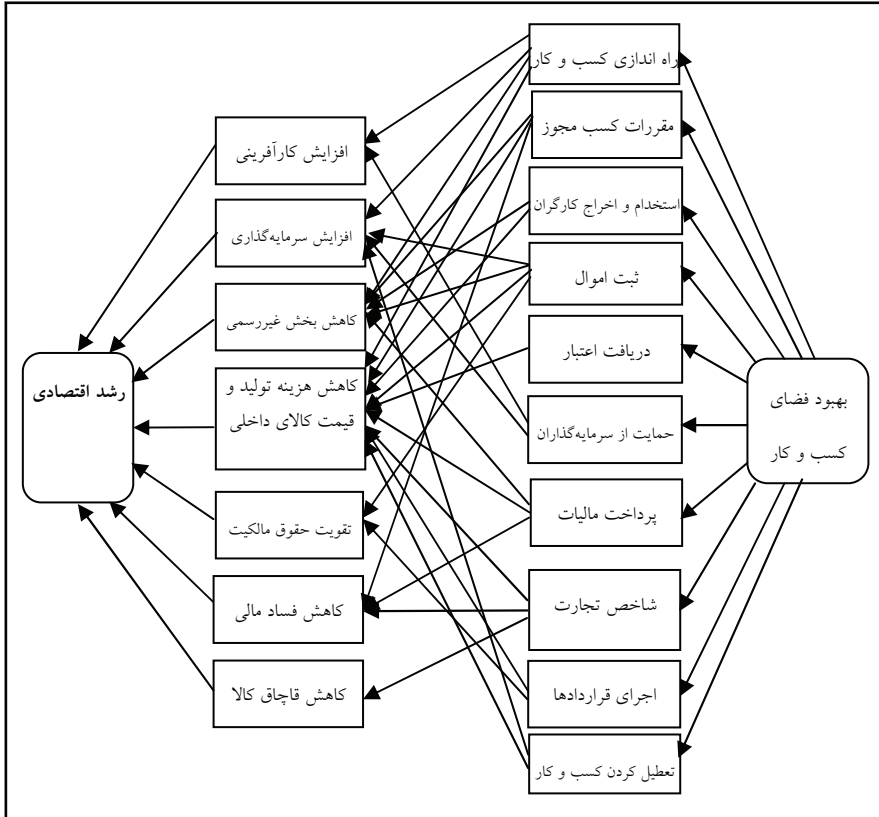 بهبود فضای
کسب و کار
راه اندازی کسب و کار
مقررات کسب مجوز
استخدام و اخراج کارگران
ثبت اموال
دریافت اعتبار
حمایت از سرمایه‌گذاران
پرداخت مالیات
شاخص تجارت
اجرای قراردادها
تعطیل کردن کسب و کار
افزایش کارآفرینی
افزایش سرمایه‌گذاری
کاهش بخش غیررسمی
کاهش هزینه تولید و
قیمت کالای داخلی
تقویت حقوق مالکیت
کاهش فساد مالی
کاهش قاچاق کالا
رشد اقتصادی